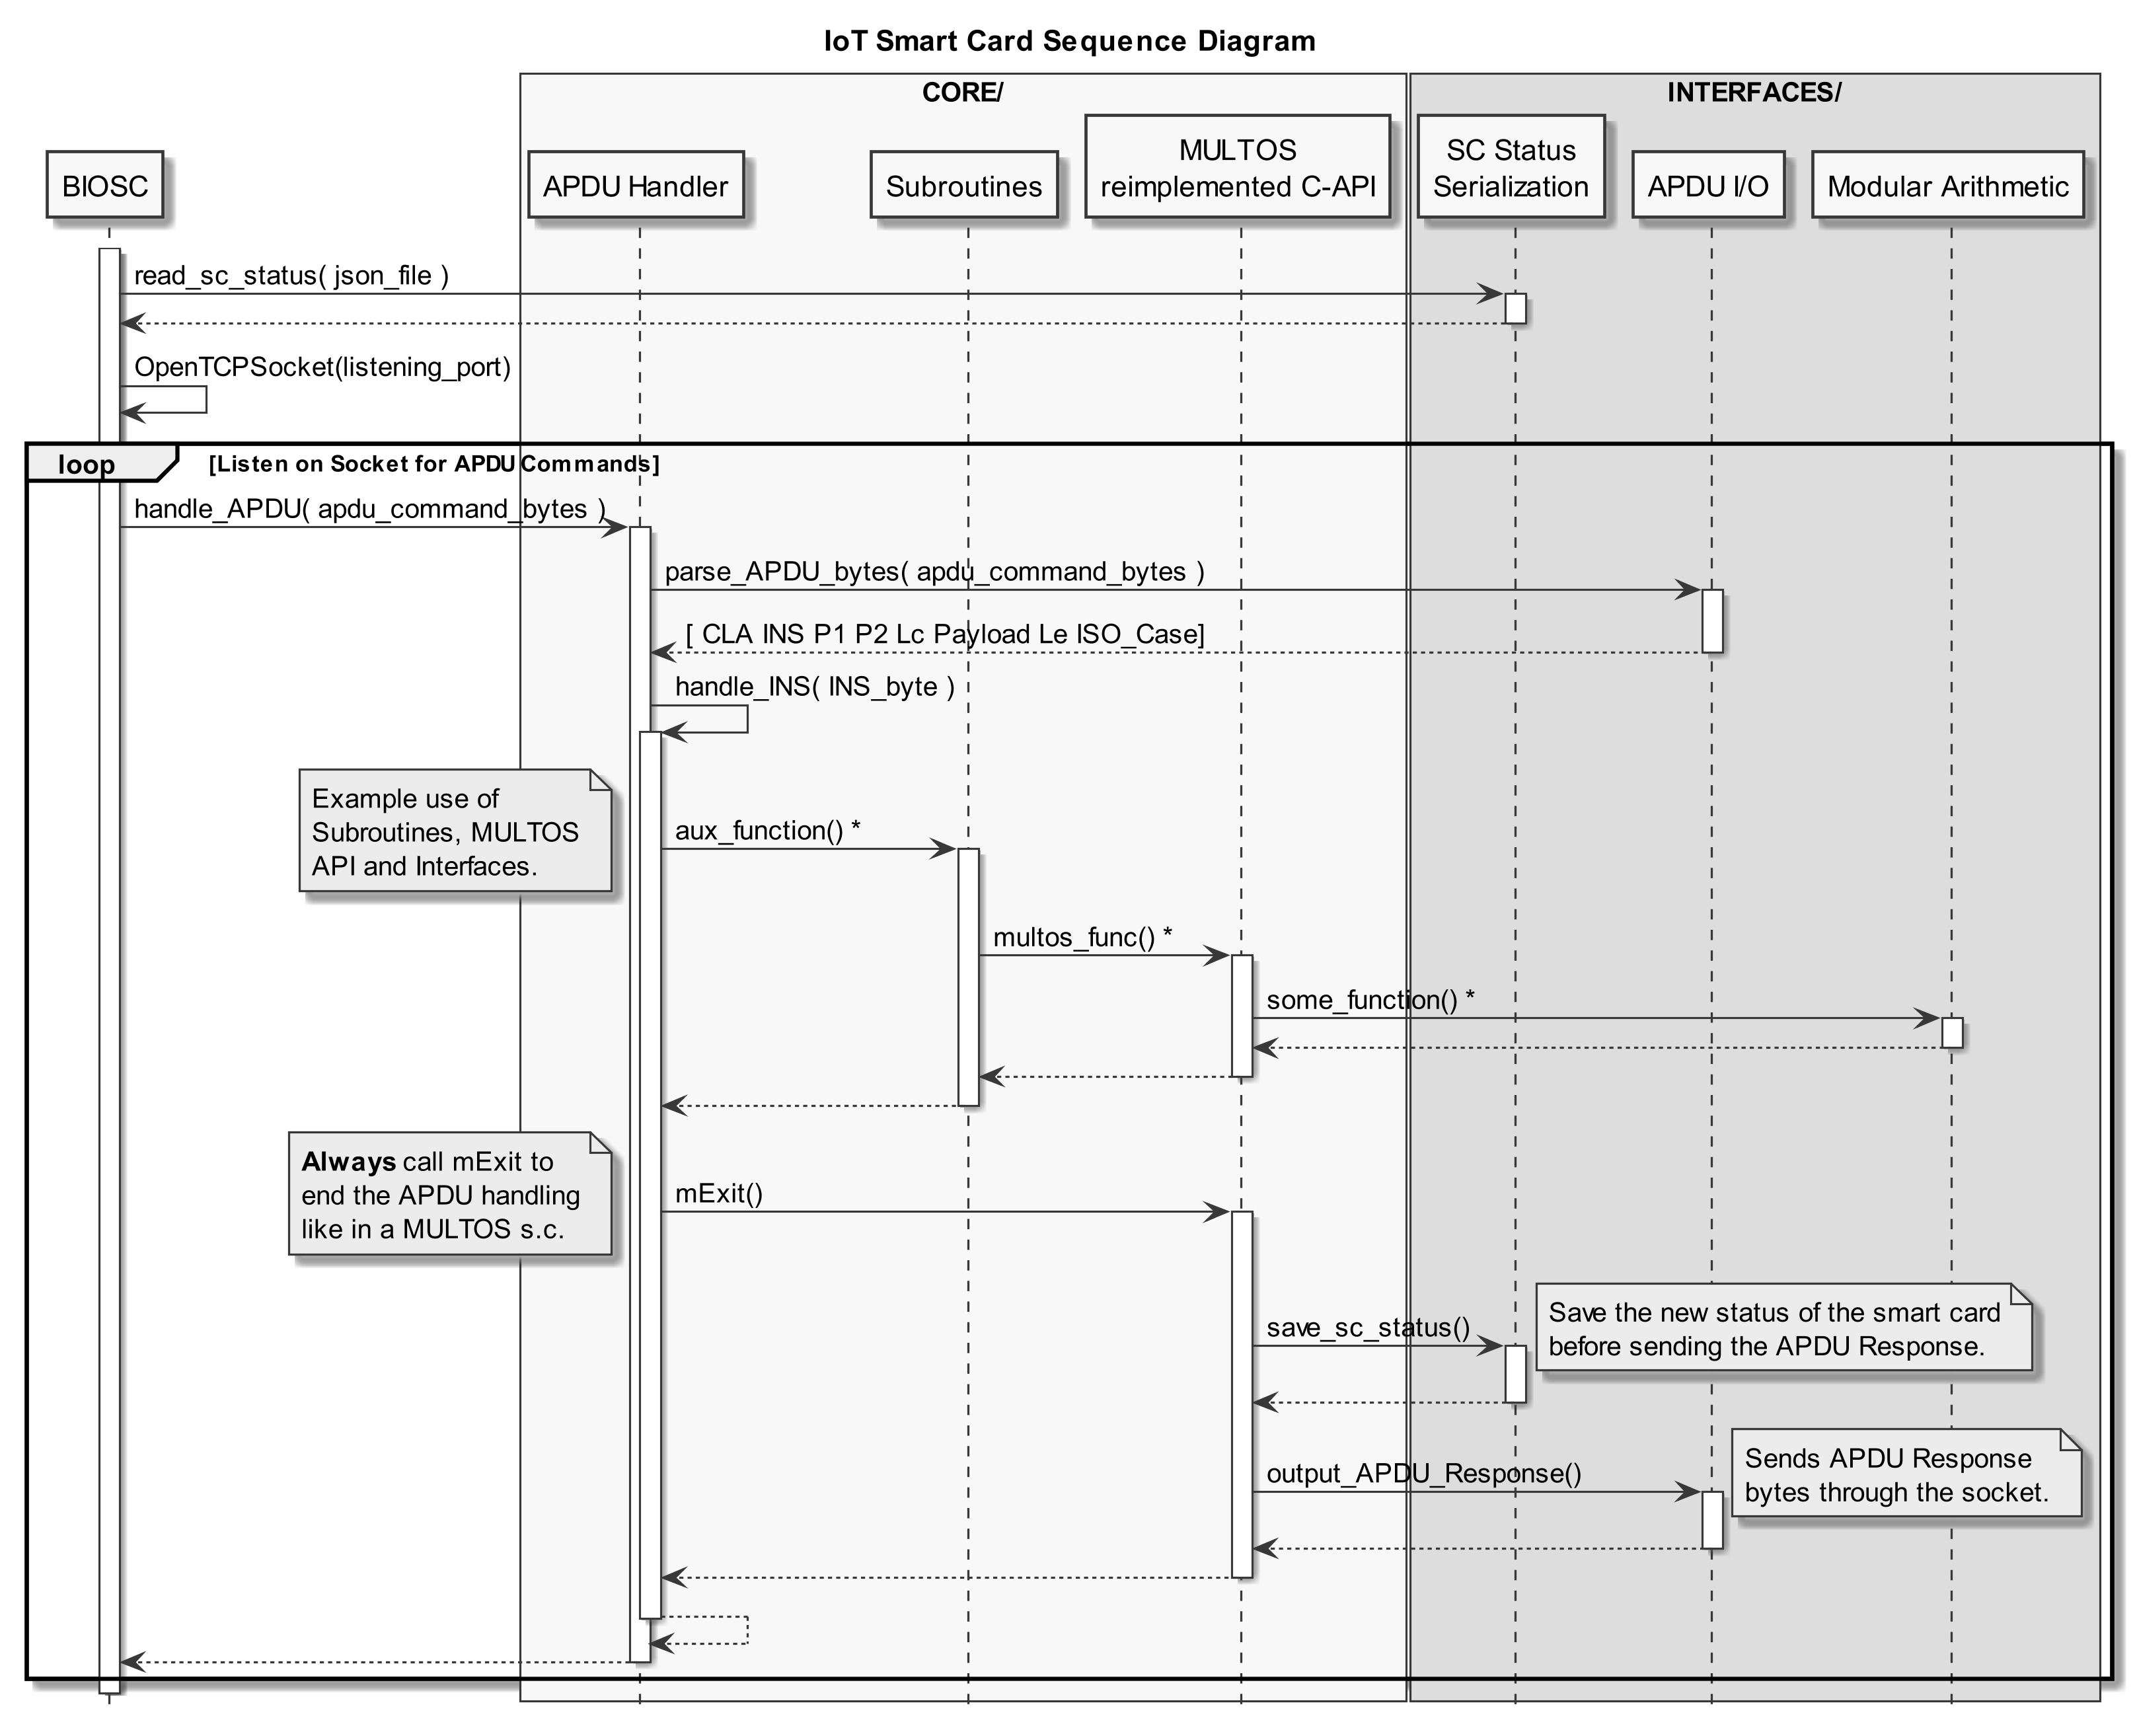 IoT Smart Card Sequence Diagram
CORE/
INTERFACES/
BIOSC
APDU Handler
Subroutines
MULTOS
reimplemented C-API
SC Status
Serialization
APDU I/O
Modular Arithmetic
read_sc_status( json_file )
OpenTCPSocket(listening_port)
loop
[Listen on Socket for APDU Commands]
handle_APDU( apdu_command_bytes )
parse_APDU_bytes( apdu_command_bytes )
[ CLA INS P1 P2 Lc Payload Le ISO_Case]
handle_INS( INS_byte )
Example use of
Subroutines, MULTOS
API and Interfaces.
aux_function() *
multos_func() *
some_function() *
Always call mExit to
end the APDU handling
like in a MULTOS s.c.
mExit()
save_sc_status()
Save the new status of the smart card
before sending the APDU Response.
output_APDU_Response()
Sends APDU Response
bytes through the socket.